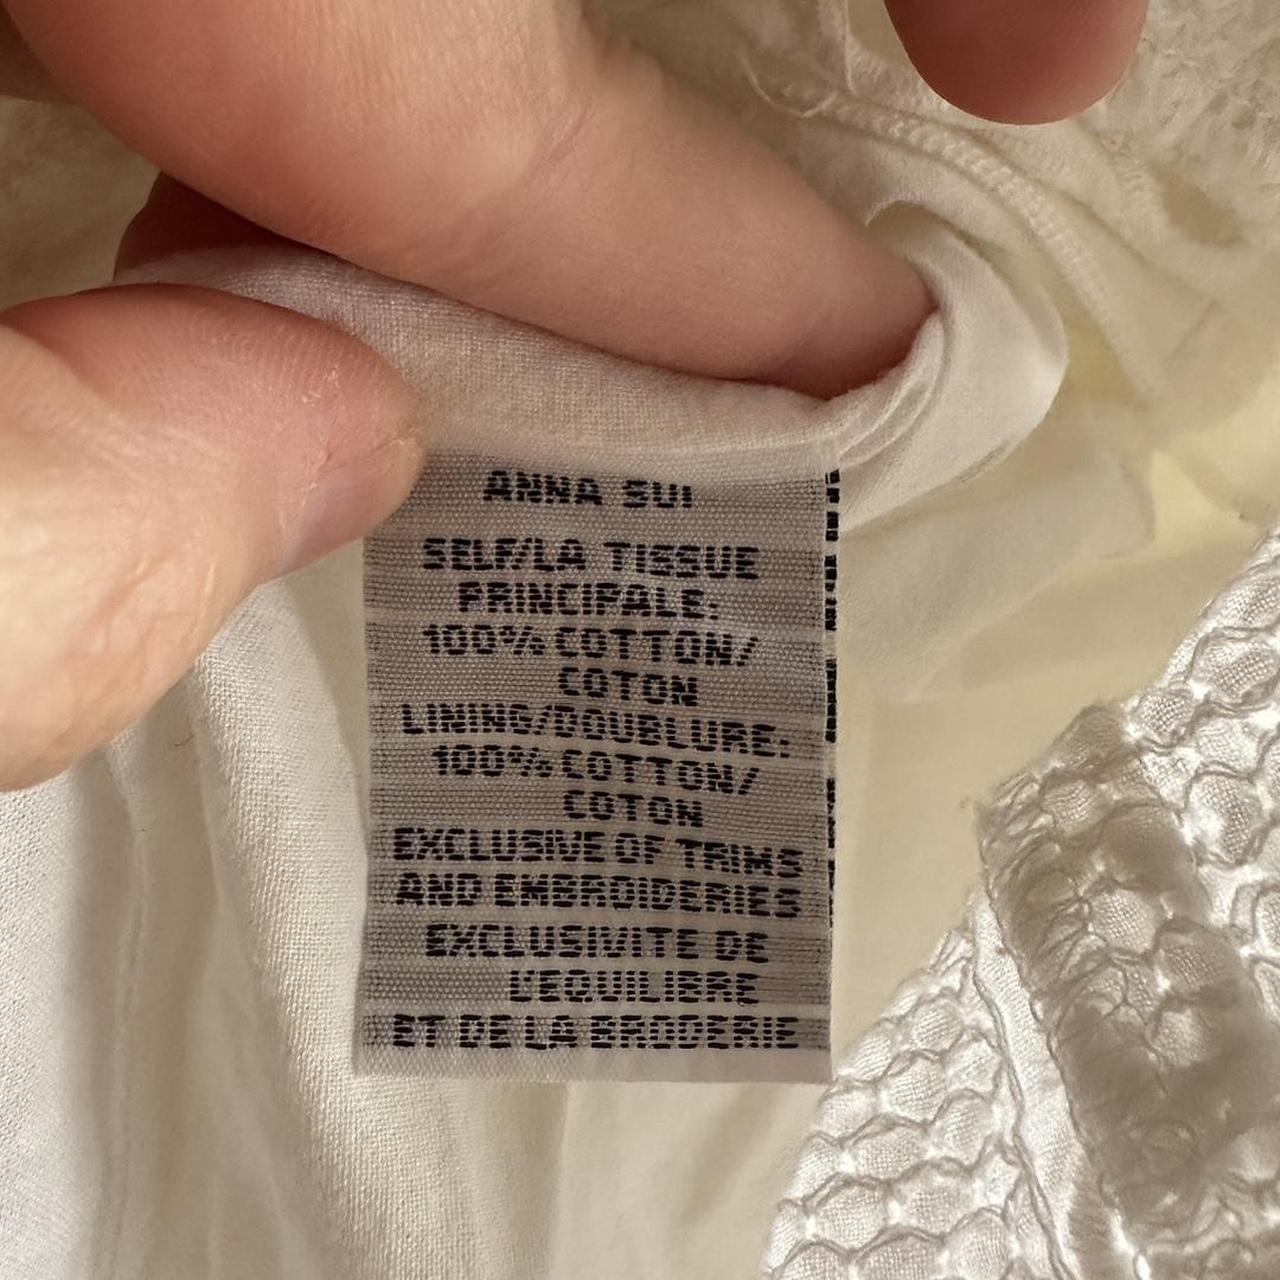 ANNA SUI
SELF/LA TISSUE
PRINCIPALE:
100% COTTON/
COTON
LINING/DOUBLURE:
100% COTTON/
COTON
EXCLUSIVE OF TRIMS
AND EMBROIDERIES
EXCLUSIVITE DE
L'EQUILIBRE
ET DE LA BRODERIE